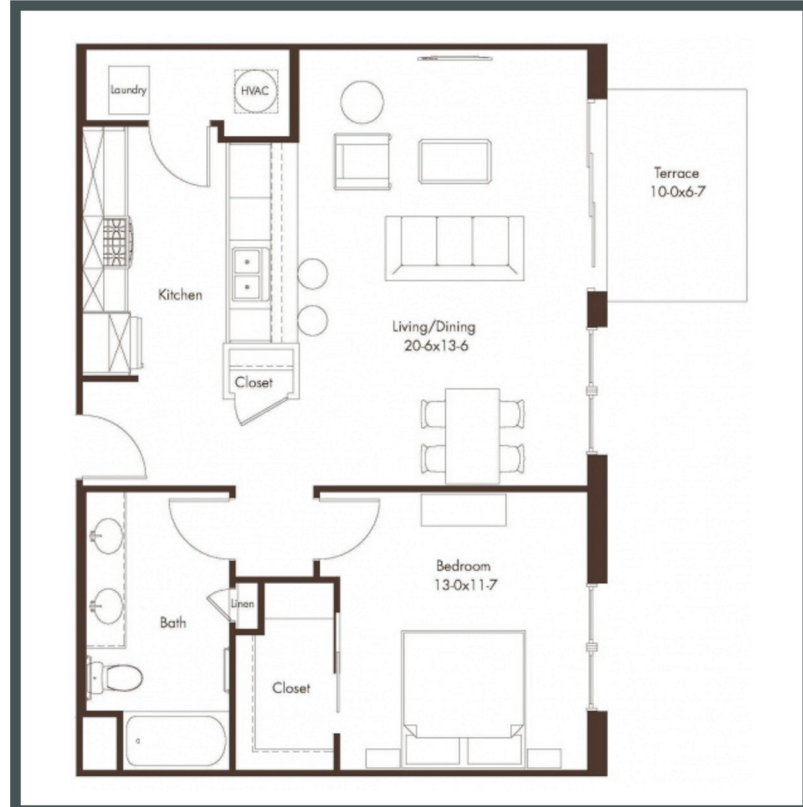 Laundry
HVAC
Terrace
10-0x6-7
Kitchen
Living/Dining
20-6x13-6
Closet
Bedroom
13-0x11-7
Linen
Bath
Closet